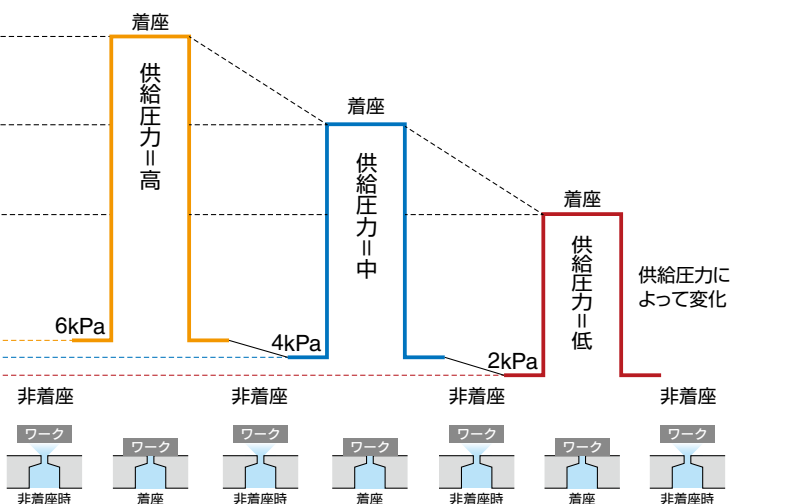 着座
供給圧力＝高
着座
供給圧力＝中
着座
供給圧力＝低
供給圧力に
よって変化
6kPa
4kPa
2kPa
非着座
非着座
非着座
非着座
ワーク
ワーク
ワーク
ワーク
ワーク
ワーク
ワーク
非着座時
着座
非着座時
着座
非着座時
着座
非着座時